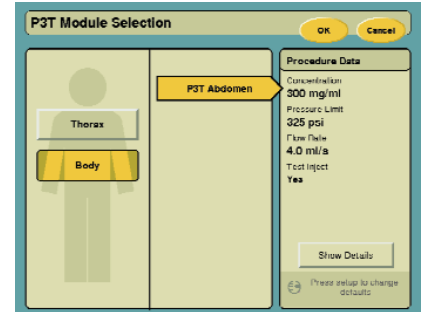 P3T Module Selection
OK
Cancel
Thorax
Body
P3T Abdomen
Procedure Data
Concentration
300 mg/ml
Pressure Limit
325 psi
Flow Rate
4.0 ml/s
Test Inject
Yes
Show Details
Press setup to change
defaults